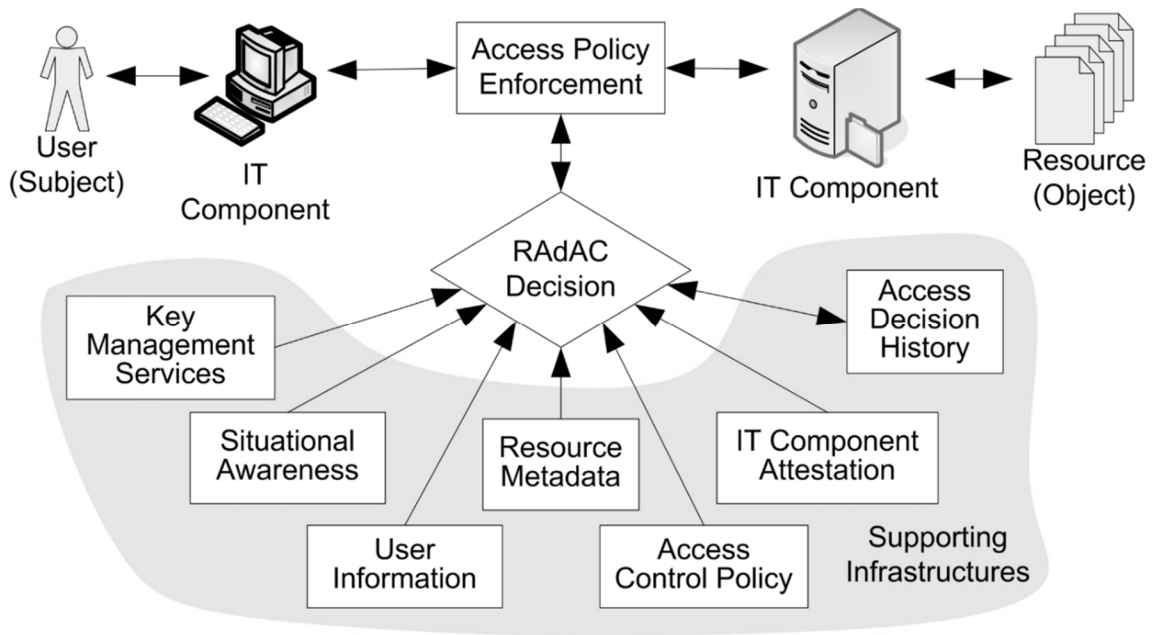 Access Policy
Enforcement
User
(Subject)
IT
Component
IT Component
Resource
(Object)
RAdAC
Decision
Key
Management
Services
Access
Decision
History
Situational
Awareness
Resource
Metadata
IT Component
Attestation
User
Information
Access
Control Policy
Supporting
Infrastructures